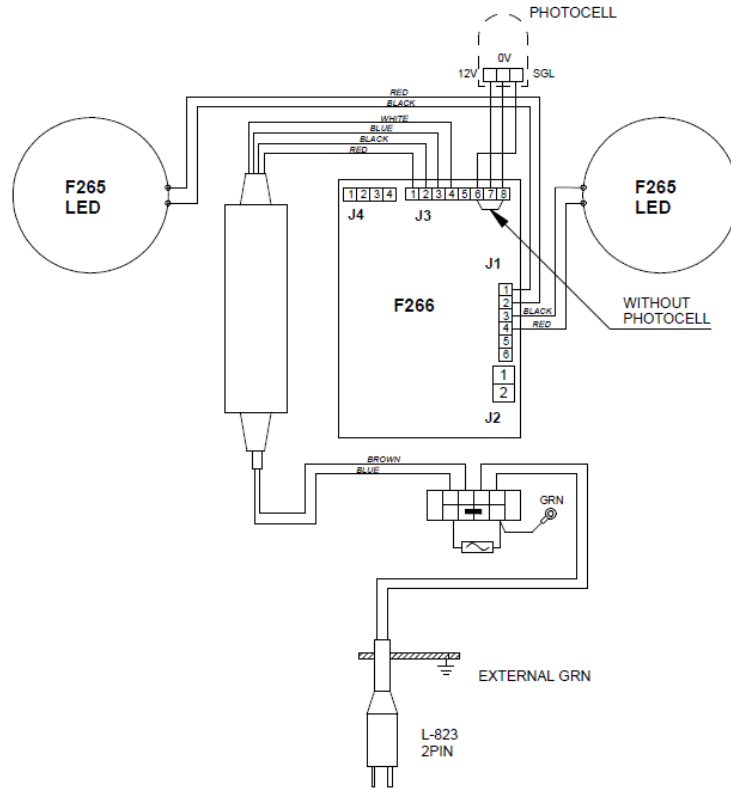 PHOTOCELL
0V
12V
SGL
RED
BLACK
WHITE
BLUE
BLACK
RED
F265
LED
F265
LED
1 2 3 4
1 2 3 4 5 6 7 8
J4
J3
J1
F266
1
2
3
4
5
6
BLACK
RED
WITHOUT
PHOTOCELL
1
2
J2
BROWN
BLUE
GRN
EXTERNAL GRN
L-823
2PIN